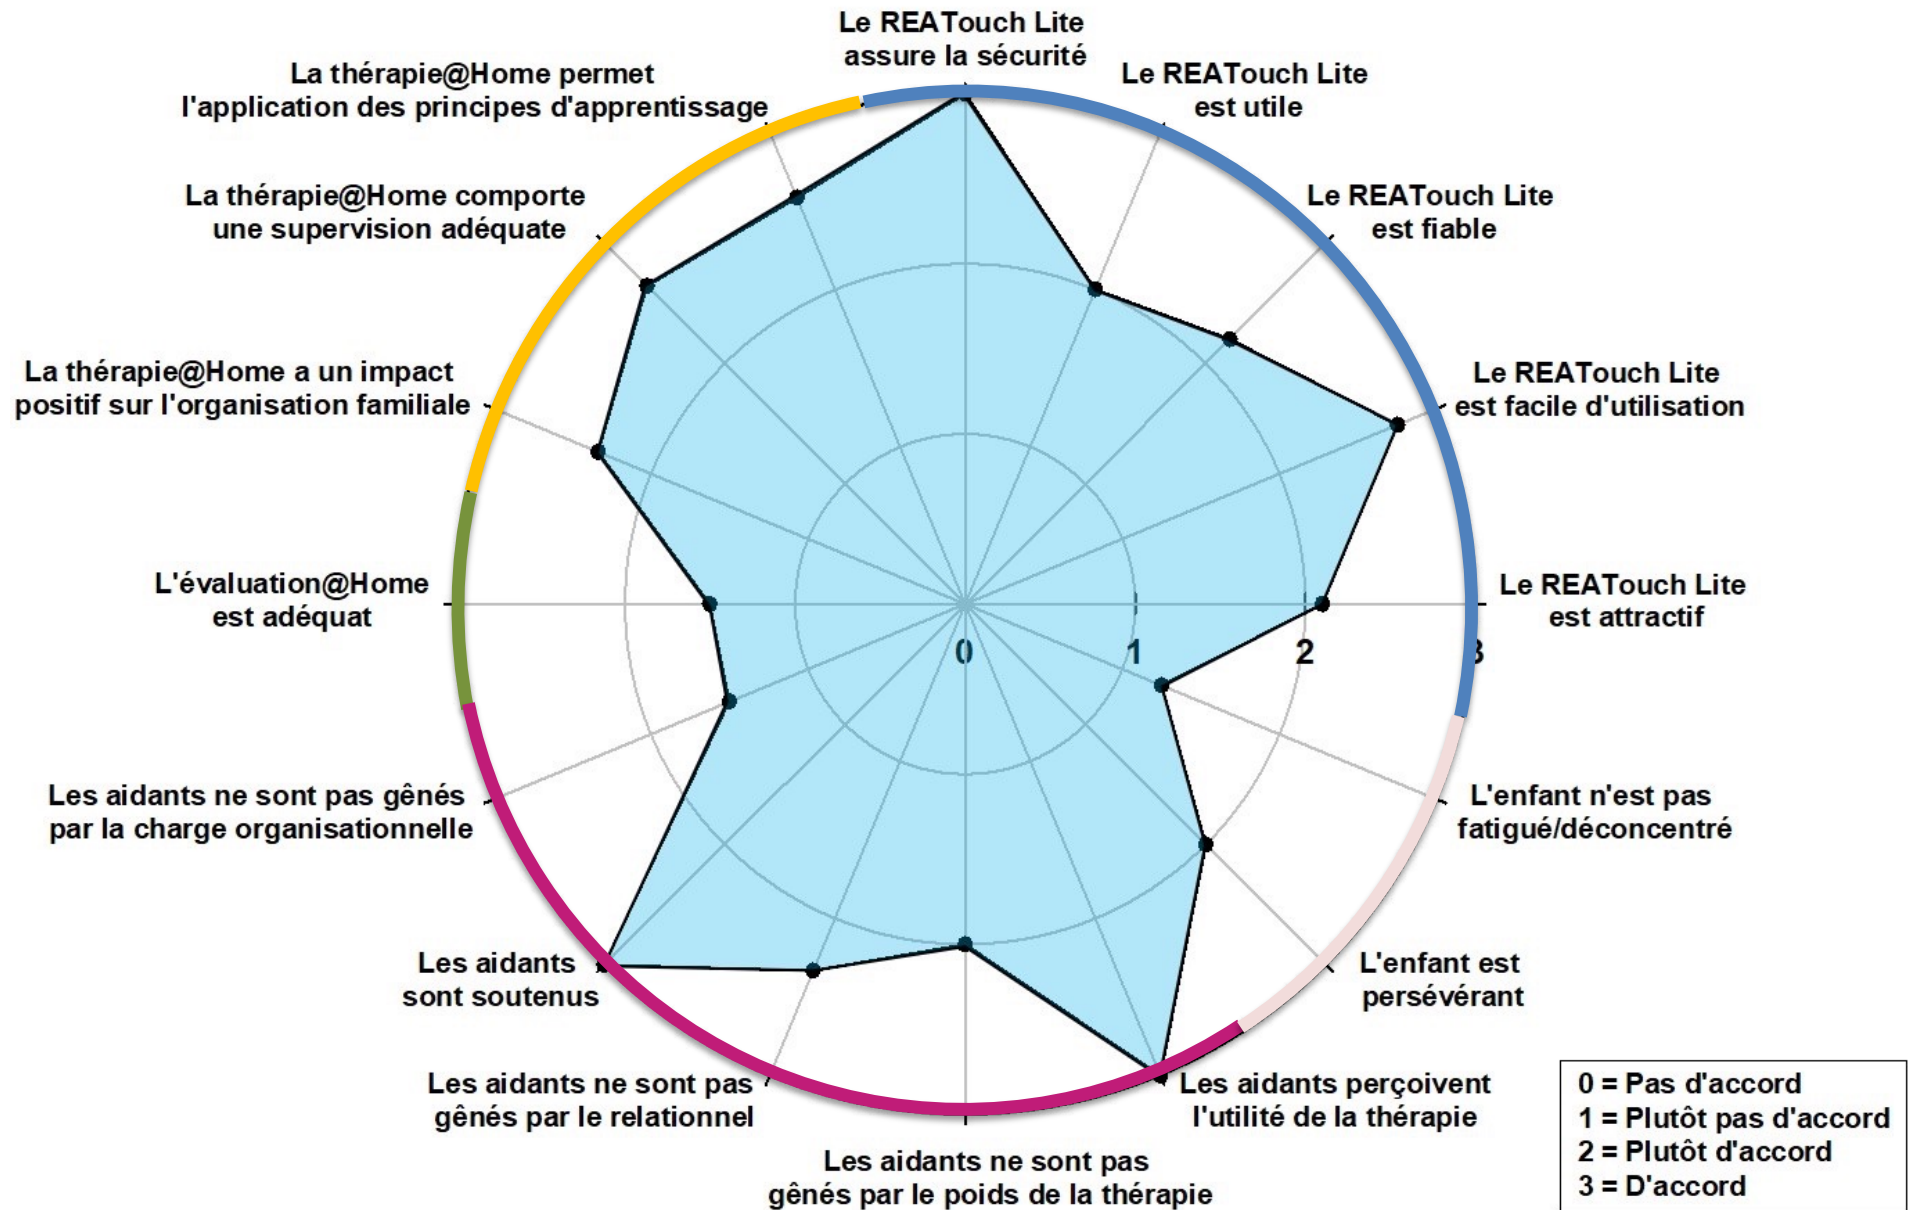 Le REATouch Lite
assure la sécurité
Le REATouch Lite
est utile
Le REATouch Lite
est fiable
Le REATouch Lite
est facile d'utilisation
Le REATouch Lite
est attractif
L'enfant n'est pas
fatigué/déconcentré
L'enfant est
persévérant
Les aidants perçoivent
l'utilité de la thérapie
Les aidants ne sont pas
gênés par le poids de la thérapie
Les aidants ne sont pas
gênés par le relationnel
Les aidants
sont soutenus
Les aidants ne sont pas gênés
par la charge organisationnelle
L'évaluation@Home
est adéquat
La thérapie@Home a un impact
positif sur l'organisation familiale
La thérapie@Home comporte
une supervision adéquate
La thérapie@Home permet
l'application des principes d'apprentissage
0 1 2 3
0 = Pas d'accord
1 = Plutôt pas d'accord
2 = Plutôt d'accord
3 = D'accord